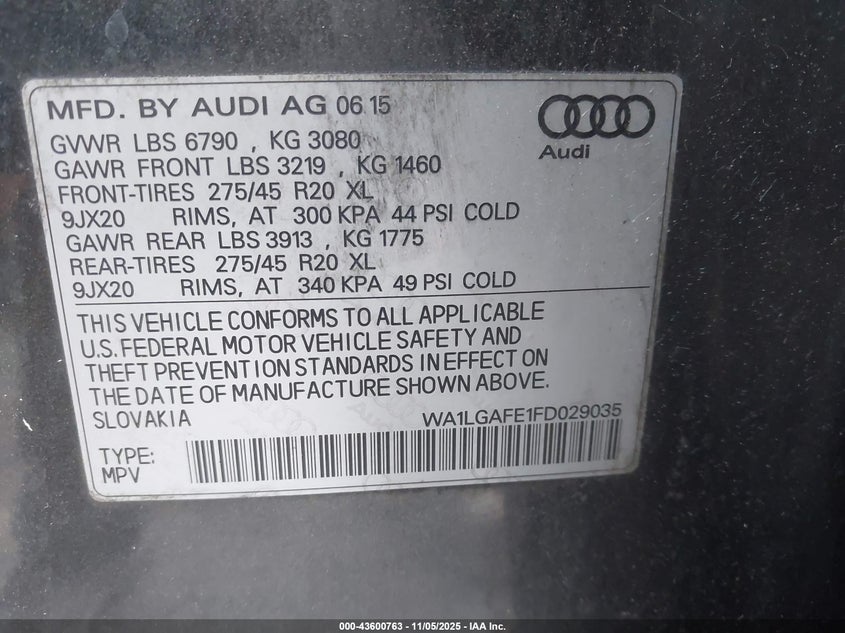 MFD. BY AUDI AG 06 15
GVWR LBS 6790 , KG 3080
GAWR FRONT LBS 3219 , KG 1460
FRONT-TIRES 275/45 R20 XL
9JX20 RIMS, AT 300 KPA 44 PSI COLD
GAWR REAR LBS 3913 , KG 1775
REAR-TIRES 275/45 R20 XL
9JX20 RIMS, AT 340 KPA 49 PSI COLD
Audi
THIS VEHICLE CONFORMS TO ALL APPLICABLE
U.S. FEDERAL MOTOR VEHICLE SAFETY AND
THEFT PREVENTION STANDARDS IN EFFECT ON
THE DATE OF MANUFACTURE SHOWN ABOVE.
SLOVAKIA WA1LGAFE1FD029035
TYPE:
MPV
000-43600763 - 11/05/2025 - IAA Inc.